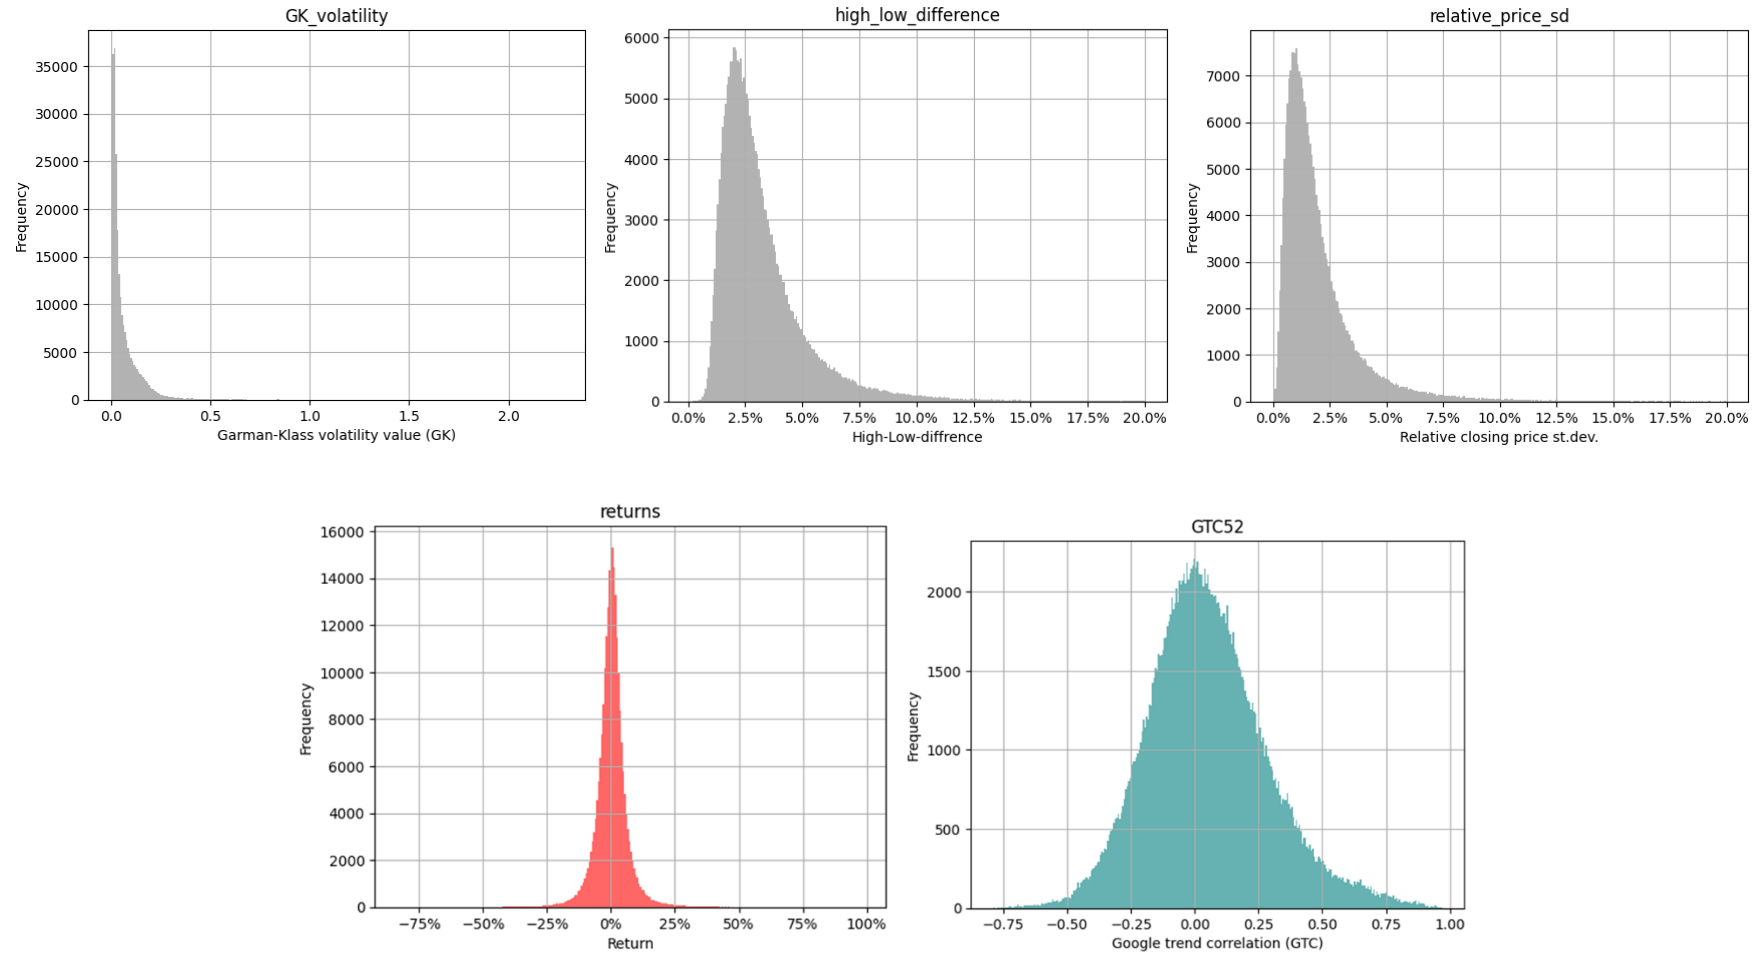 GK_volatility
35000
30000
25000
20000
15000
10000
5000
0
Frequency
0.0 0.5 1.0 1.5 2.0
Garman-Klass volatility value (GK)
high_low_difference
6000
5000
4000
3000
2000
1000
0
Frequency
0.0% 2.5% 5.0% 7.5% 10.0% 12.5% 15.0% 17.5% 20.0%
High-Low-diffrence
relative_price_sd
7000
6000
5000
4000
3000
2000
1000
0
Frequency
0.0% 2.5% 5.0% 7.5% 10.0% 12.5% 15.0% 17.5% 20.0%
Relative closing price st.dev.
returns
16000
14000
12000
10000
8000
6000
4000
2000
0
Frequency
−75% −50% −25% 0% 25% 50% 75% 100%
Return
GTC52
2000
1500
1000
500
0
Frequency
−0.75 −0.50 −0.25 0.00 0.25 0.50 0.75 1.00
Google trend correlation (GTC)